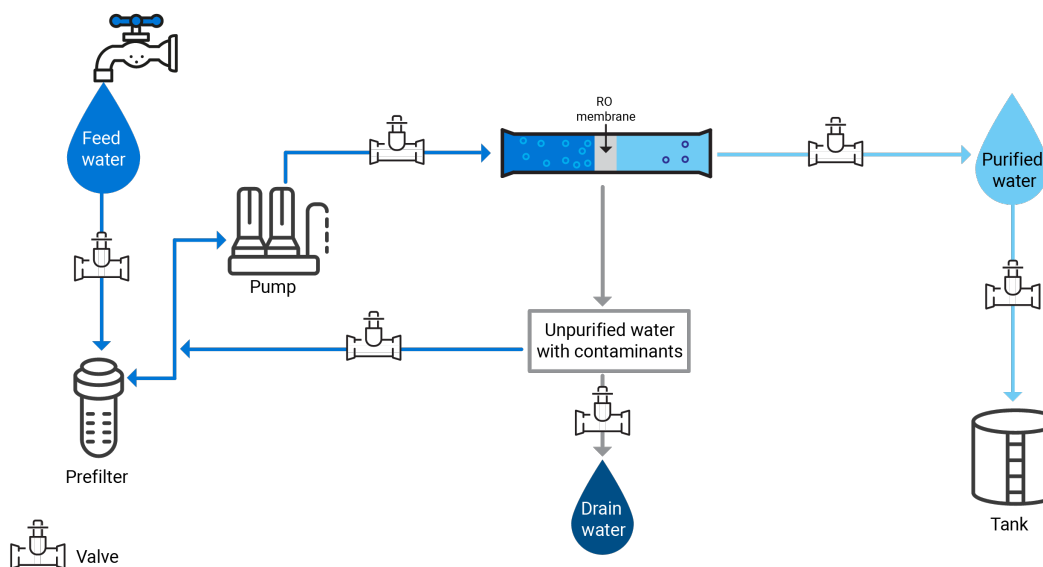 Feed
water
RO
membrane
Purified
water
Pump
Unpurified water
with contaminants
Prefilter
Drain
water
Tank
Valve